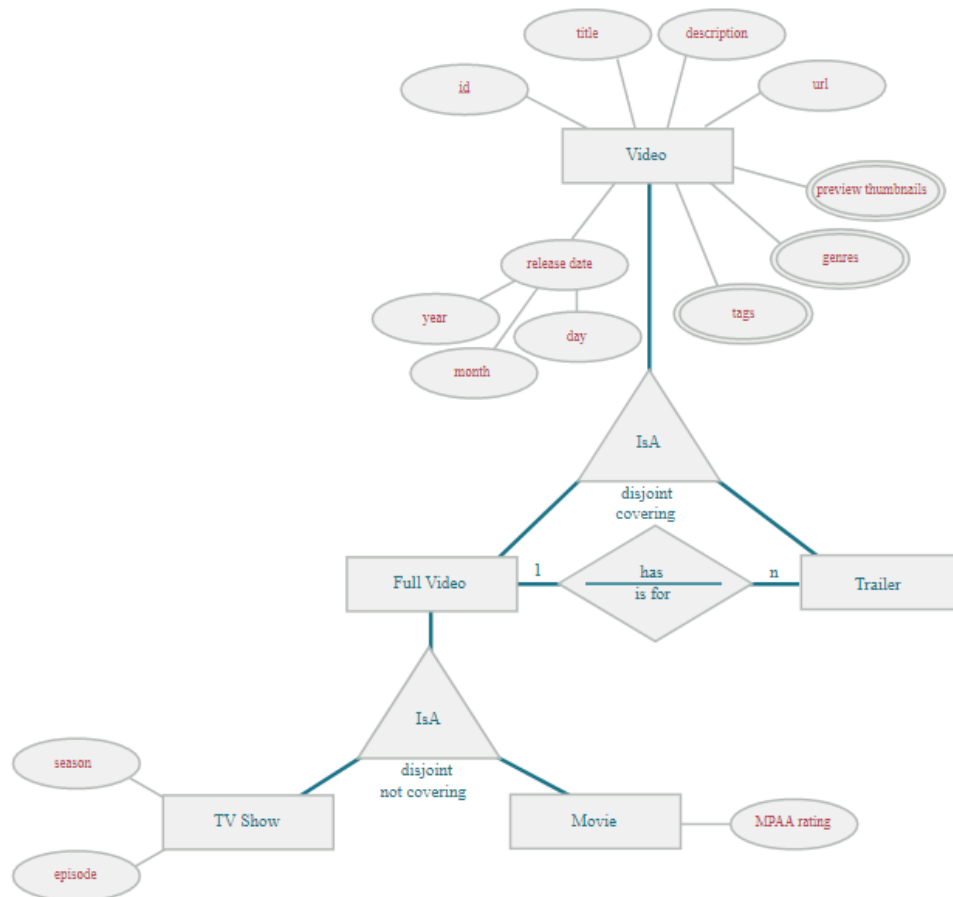 title
description
id
url
Video
preview thumbnails
release date
genres
year
tags
day
month
IsA
disjoint
covering
Full Video
1
has
is for
n
Trailer
IsA
season
disjoint
not covering
TV Show
Movie
MPAA rating
episode